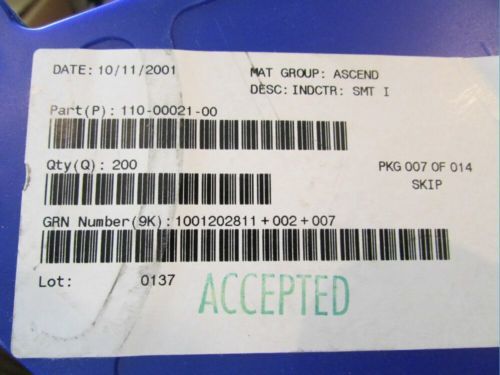 DATE: 10/11/2001
MAT GROUP: ASCEND
DESC: INDCTR: SMT I
Part(P): 110-00021-00
Qty(Q): 200
PKG 007 OF 014
SKIP
GRN Number(9K): 1001202811+002+007
Lot: 0137
ACCEPTED